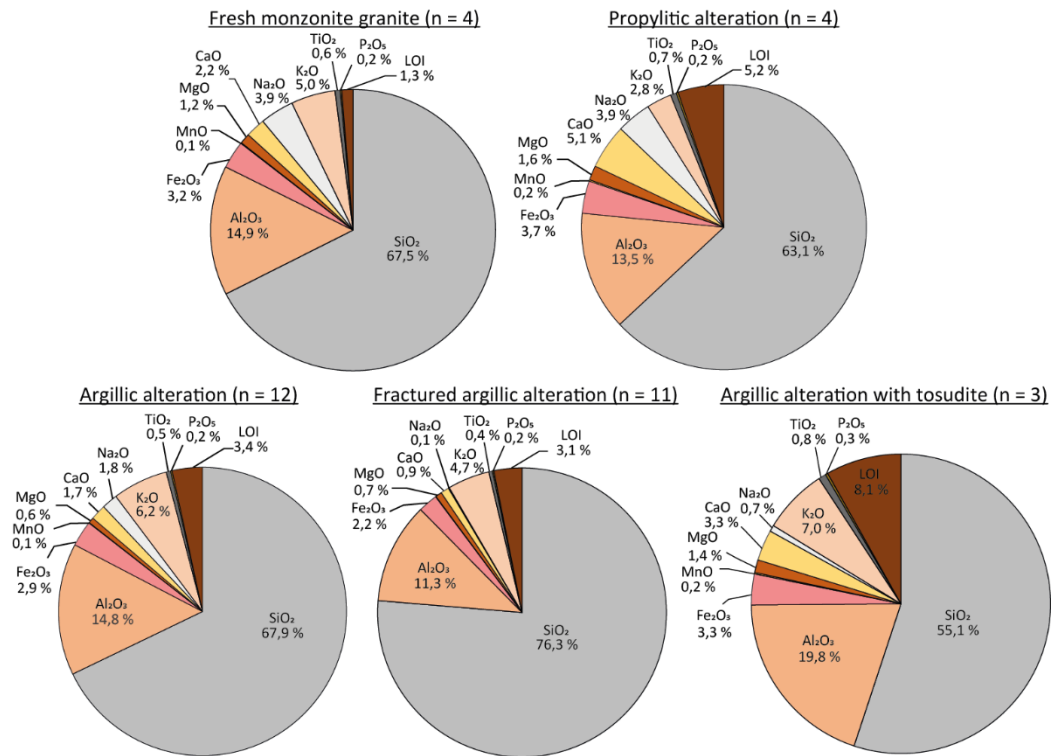 Fresh monzonite granite (n = 4)
TiO₂
0,6 %
P₂O₅
0,2 %
LOI
1,3 %
K₂O
5,0 %
Na₂O
3,9 %
CaO
2,2 %
MgO
1,2 %
MnO
0,1 %
Fe₂O₃
3,2 %
Al₂O₃
14,9 %
SiO₂
67,5 %
Propylitic alteration (n = 4)
TiO₂
0,7 %
P₂O₅
0,2 %
LOI
5,2 %
K₂O
2,8 %
Na₂O
3,9 %
CaO
5,1 %
MgO
1,6 %
MnO
0,2 %
Fe₂O₃
3,7 %
Al₂O₃
13,5 %
SiO₂
63,1 %
Argillic alteration (n = 12)
TiO₂
0,5 %
P₂O₅
0,2 %
LOI
3,4 %
Na₂O
1,8 %
K₂O
6,2 %
CaO
1,7 %
MgO
0,6 %
MnO
0,1 %
Fe₂O₃
2,9 %
Al₂O₃
14,8 %
SiO₂
67,9 %
Fractured argillic alteration (n = 11)
Na₂O
0,1 %
TiO₂
0,4 %
P₂O₅
0,2 %
LOI
3,1 %
K₂O
4,7 %
CaO
0,9 %
MgO
0,7 %
Fe₂O₃
2,2 %
Al₂O₃
11,3 %
SiO₂
76,3 %
Argillic alteration with tosudite (n = 3)
TiO₂
0,8 %
P₂O₅
0,3 %
LOI
8,1 %
Na₂O
0,7 %
K₂O
7,0 %
CaO
3,3 %
MgO
1,4 %
MnO
0,2 %
Fe₂O₃
3,3 %
Al₂O₃
19,8 %
SiO₂
55,1 %